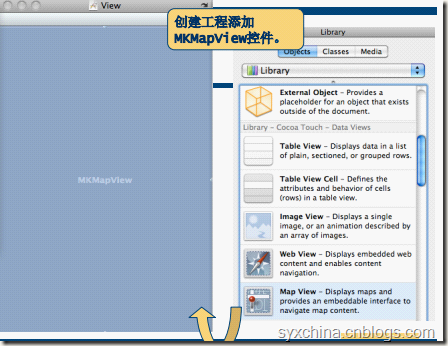 View
创建工程添加
MKMapView控件。
Library
Objects Classes Media
Library
External Object – Provides a
placeholder for an object that exists
outside of the document.
Library – Cocoa Touch – Data Views
Table View – Displays data in a list
of plain, sectioned, or grouped rows.
Table View Cell – Defines the
attributes and behavior of cells
(rows) in a table view.
MKMapView
Image View – Displays a single
image, or an animation described by
an array of images.
Web View – Displays embedded web
content and enables content
navigation.
Map View – Displays maps and
provides an embeddable interface to
navigate map content.
syxchina.cnblogs.com